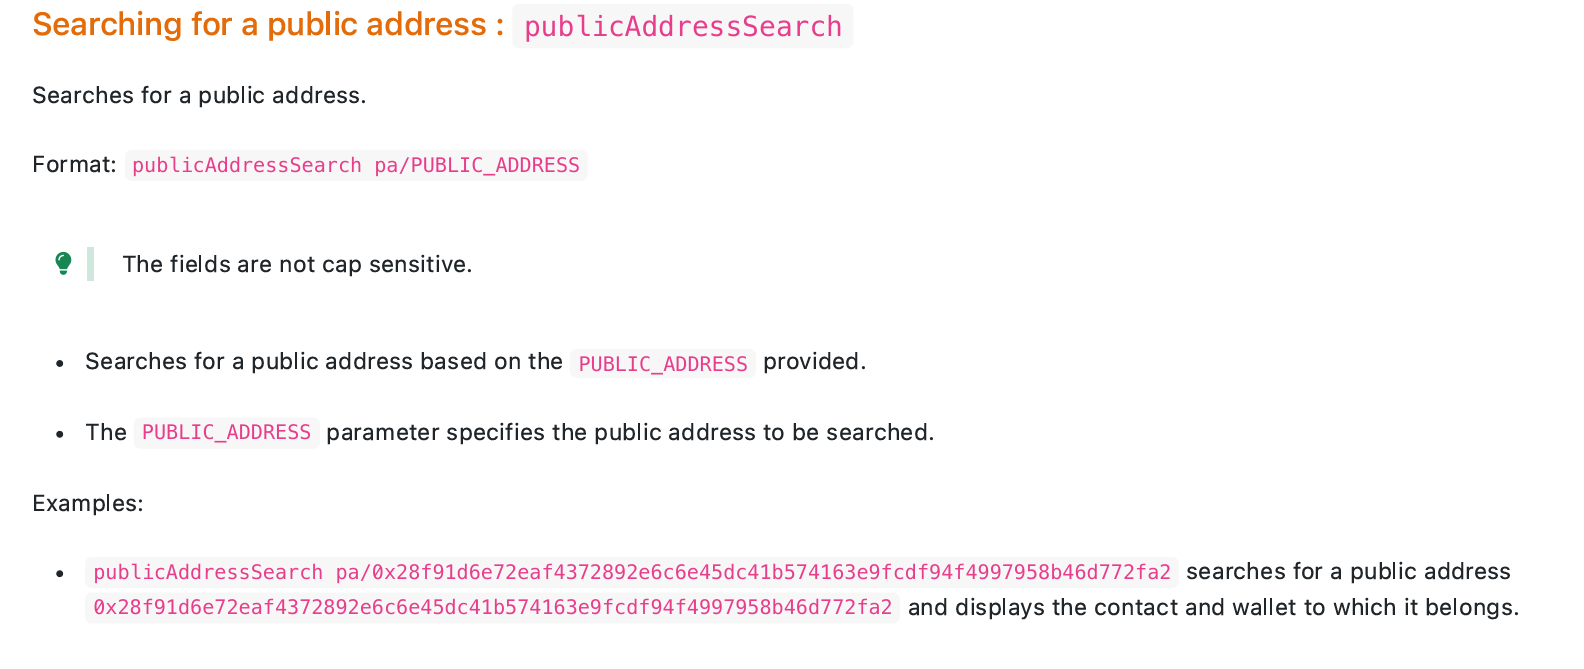 Searching for a public address : publicAddressSearch
Searches for a public address.
Format: publicAddressSearch pa/PUBLIC_ADDRESS
The fields are not cap sensitive.
• Searches for a public address based on the PUBLIC_ADDRESS provided.
• The PUBLIC_ADDRESS parameter specifies the public address to be searched.
Examples:
• publicAddressSearch pa/0x28f91d6e72eaf4372892e6c6e45dc41b574163e9fcdf94f4997958b46d772fa2 searches for a public address
0x28f91d6e72eaf4372892e6c6e45dc41b574163e9fcdf94f4997958b46d772fa2 and displays the contact and wallet to which it belongs.